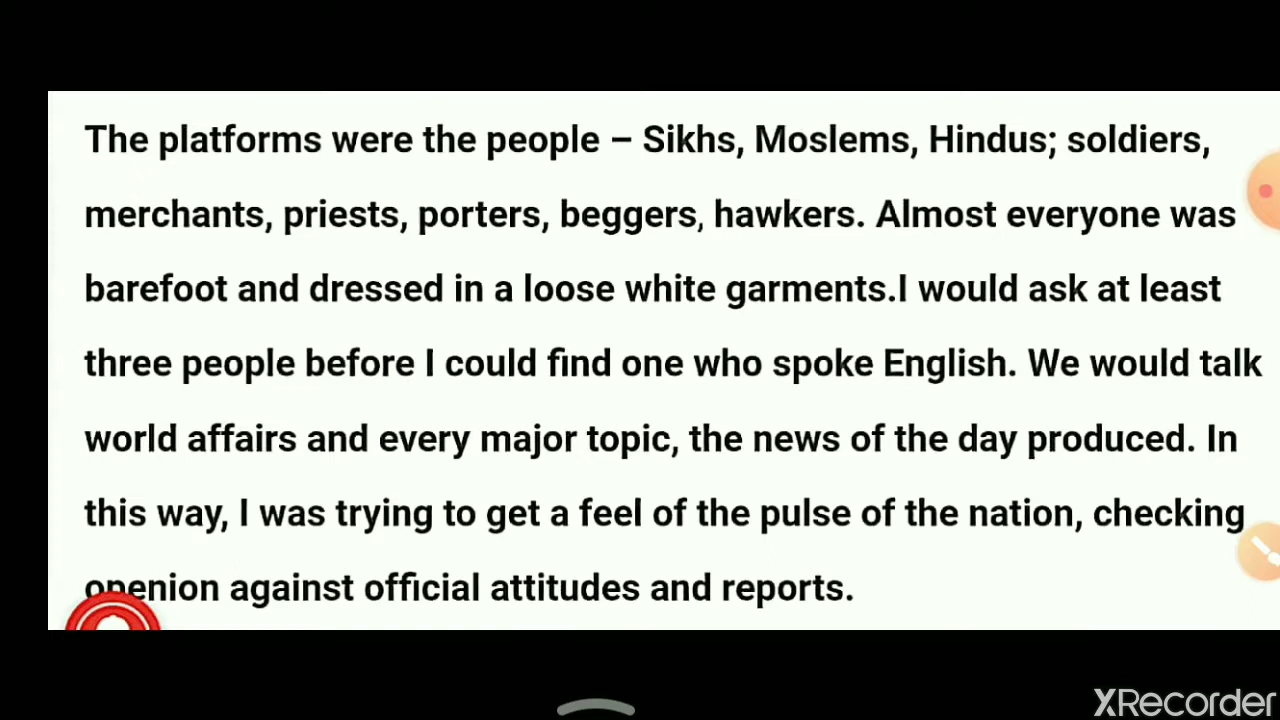 The platforms were the people – Sikhs, Moslems, Hindus; soldiers,
merchants, priests, porters, beggers, hawkers. Almost everyone was
barefoot and dressed in a loose white garments.I would ask at least
three people before I could find one who spoke English. We would talk
world affairs and every major topic, the news of the day produced. In
this way, I was trying to get a feel of the pulse of the nation, checking
openion against official attitudes and reports.
XRecorder